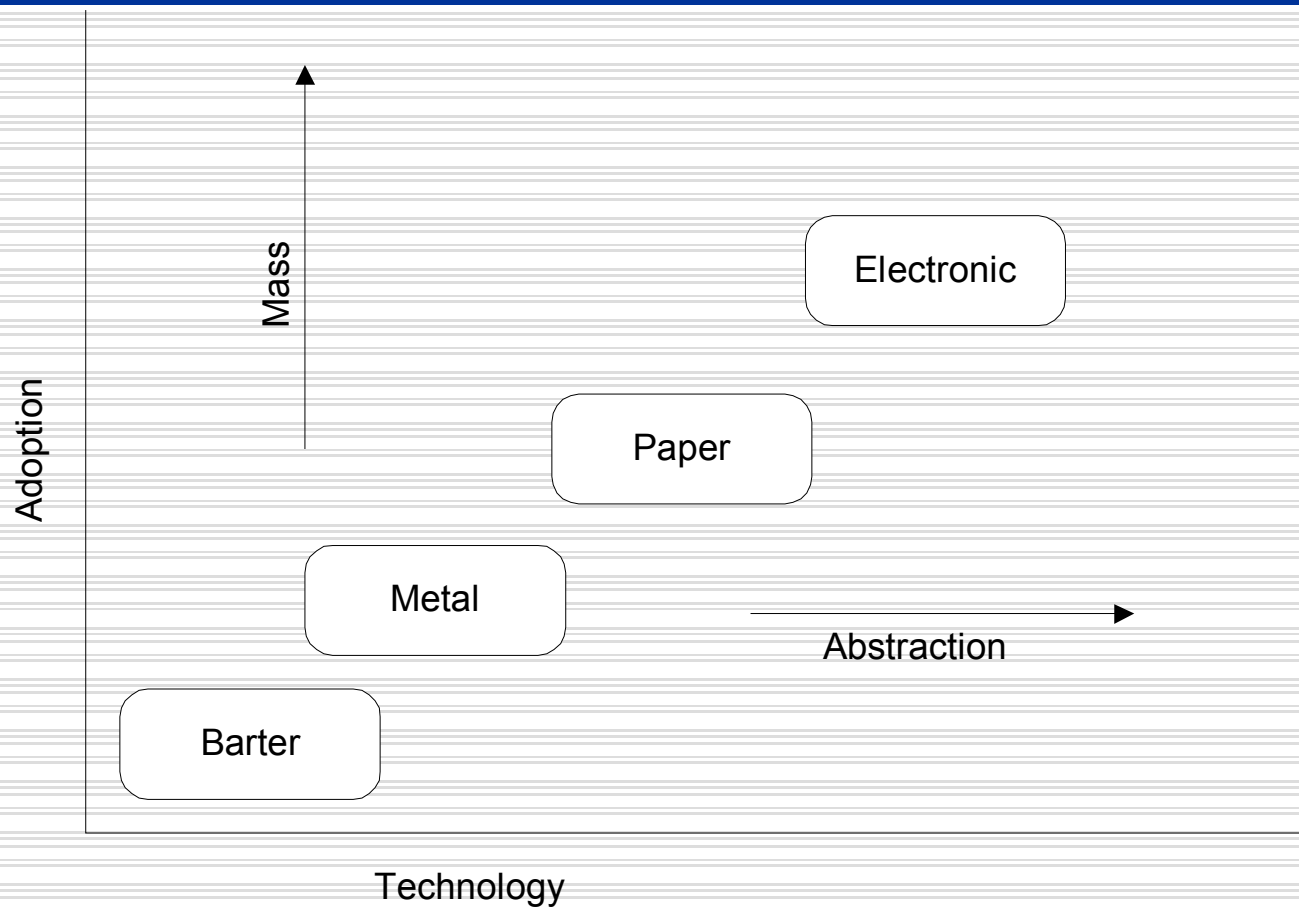 Mass
Electronic
Adoption
Paper
Metal
Abstraction
Barter
Technology